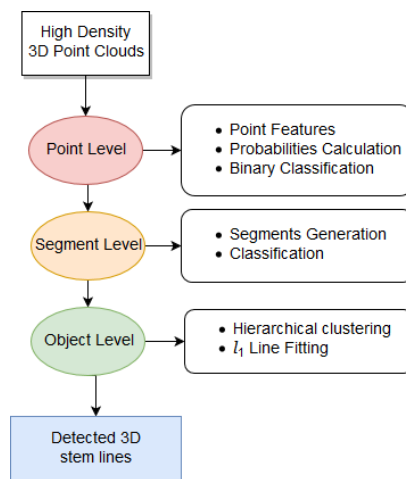 High Density
3D Point Clouds
Point Level
• Point Features
• Probabilities Calculation
• Binary Classification
Segment Level
• Segments Generation
• Classification
Object Level
• Hierarchical clustering
• l₁ Line Fitting
Detected 3D
stem lines